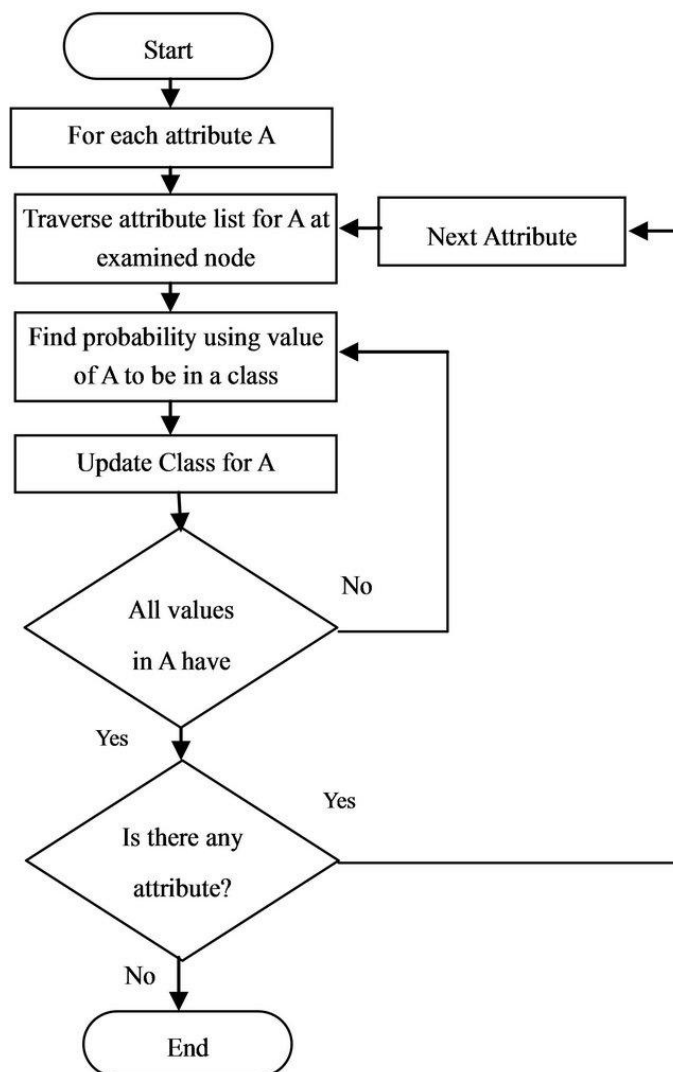 Start
For each attribute A
Traverse attribute list for A at
examined node
Next Attribute
Find probability using value
of A to be in a class
Update Class for A
All values
in A have
No
Yes
Is there any
attribute?
Yes
No
End